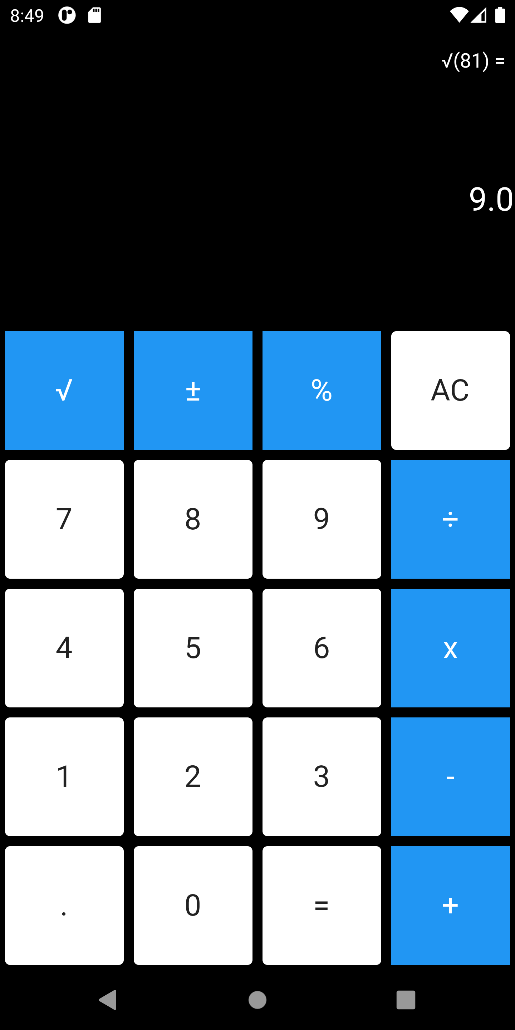 8:49
√(81) =
9.0
√ ± % AC
7 8 9 ÷
4 5 6 x
1 2 3 -
. 0 = +